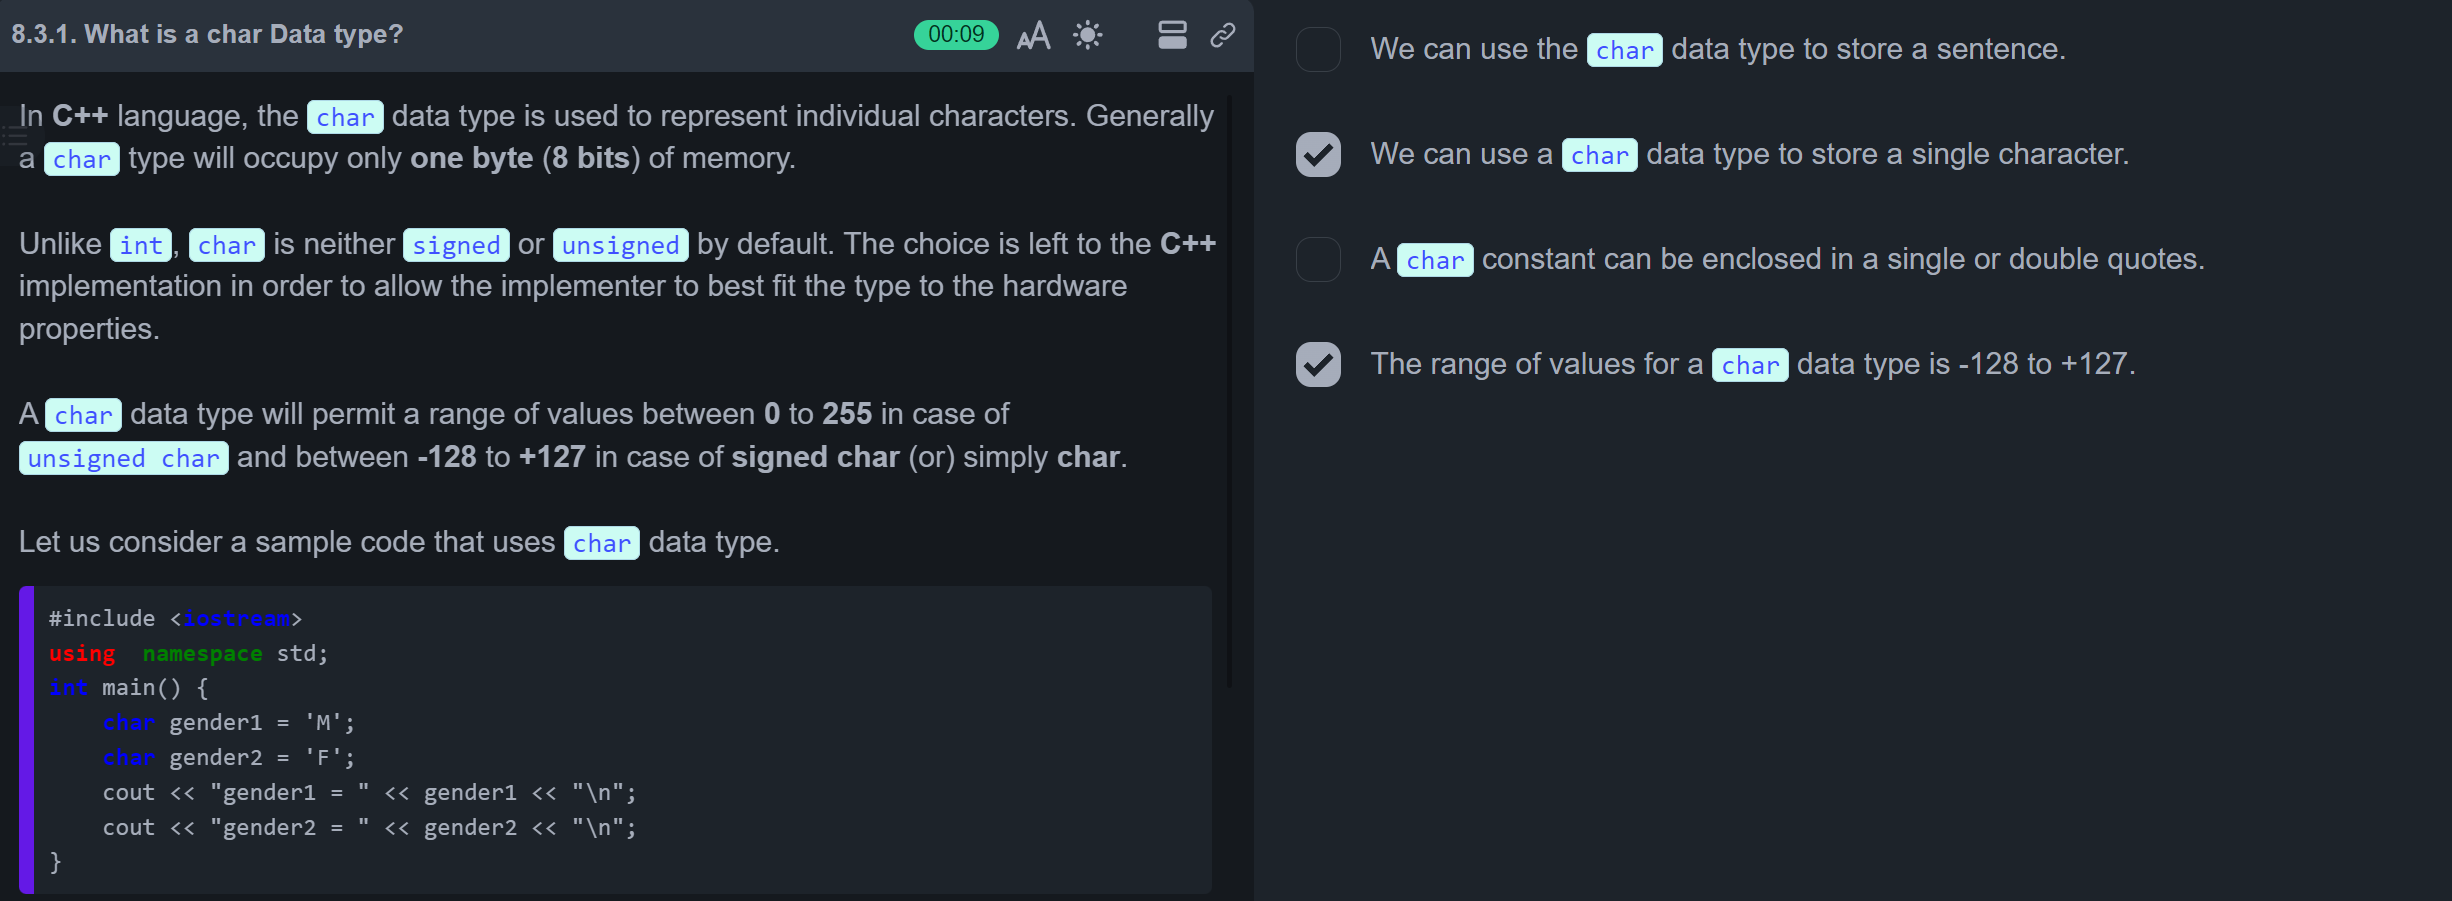 8.3.1. What is a char Data type?
00:09
In C++ language, the char data type is used to represent individual characters. Generally
a char type will occupy only one byte (8 bits) of memory.
Unlike int, char is neither signed or unsigned by default. The choice is left to the C++
implementation in order to allow the implementer to best fit the type to the hardware
properties.
A char data type will permit a range of values between 0 to 255 in case of
unsigned char and between -128 to +127 in case of signed char (or) simply char.
Let us consider a sample code that uses char data type.
#include <iostream>
using  namespace std;
int main() {
    char gender1 = 'M';
    char gender2 = 'F';
    cout << "gender1 = " << gender1 << "\n";
    cout << "gender2 = " << gender2 << "\n";
}
We can use the char data type to store a sentence.
We can use a char data type to store a single character.
A char constant can be enclosed in a single or double quotes.
The range of values for a char data type is -128 to +127.